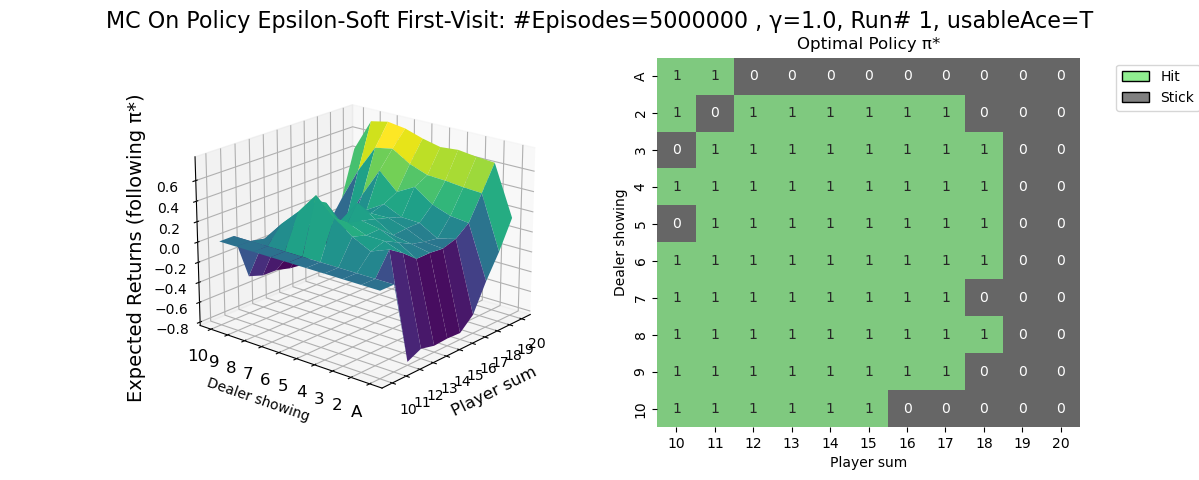 MC On Policy Epsilon-Soft First-Visit: #Episodes=5000000 , γ=1.0, Run# 1, usableAce=T
Expected Returns (following π*)
0.6
0.4
0.2
0.0
−0.2
−0.4
−0.6
−0.8
10 9 8 7 6 5 4 3 2 A
Dealer showing
10 11 12 13 14 15 16 17 18 19 20
Player sum
Optimal Policy π*
Dealer showing
A 1 1 0 0 0 0 0 0 0 0 0
2 1 0 1 1 1 1 1 1 0 0 0
3 0 1 1 1 1 1 1 1 1 0 0
4 1 1 1 1 1 1 1 1 1 0 0
5 0 1 1 1 1 1 1 1 1 0 0
6 1 1 1 1 1 1 1 1 1 0 0
7 1 1 1 1 1 1 1 1 0 0 0
8 1 1 1 1 1 1 1 1 1 0 0
9 1 1 1 1 1 1 1 1 0 0 0
10 1 1 1 1 1 1 0 0 0 0 0
10 11 12 13 14 15 16 17 18 19 20
Player sum
Hit
Stick